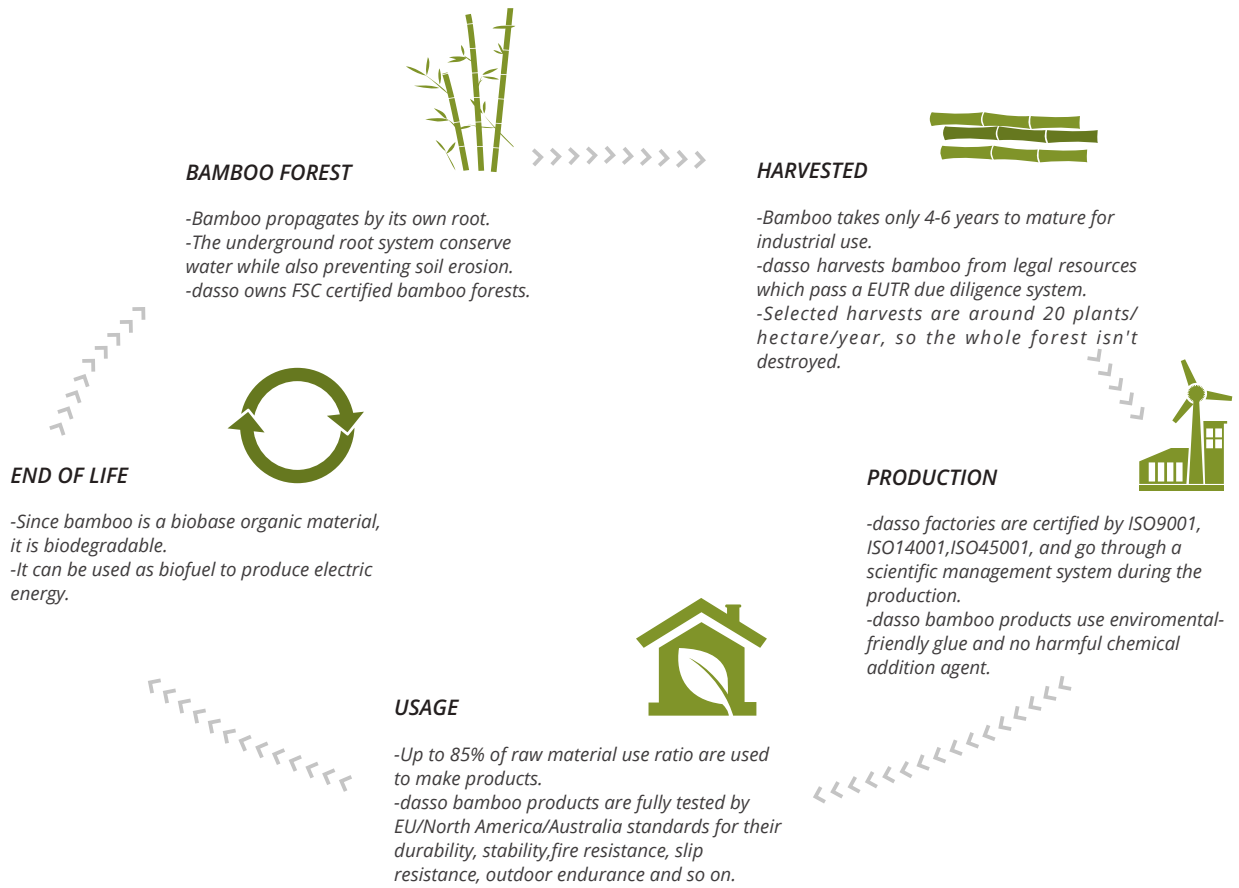 BAMBOO FOREST
-Bamboo propagates by its own root.
-The underground root system conserve
water while also preventing soil erosion.
-dasso owns FSC certified bamboo forests.
HARVESTED
-Bamboo takes only 4-6 years to mature for
industrial use.
-dasso harvests bamboo from legal resources
which pass a EUTR due diligence system.
-Selected harvests are around 20 plants/
hectare/year, so the whole forest isn't
destroyed.
PRODUCTION
-dasso factories are certified by ISO9001,
ISO14001,ISO45001, and go through a
scientific management system during the
production.
-dasso bamboo products use enviromental-
friendly glue and no harmful chemical
addition agent.
USAGE
-Up to 85% of raw material use ratio are used
to make products.
-dasso bamboo products are fully tested by
EU/North America/Australia standards for their
durability, stability,fire resistance, slip
resistance, outdoor endurance and so on.
END OF LIFE
-Since bamboo is a biobase organic material,
it is biodegradable.
-It can be used as biofuel to produce electric
energy.